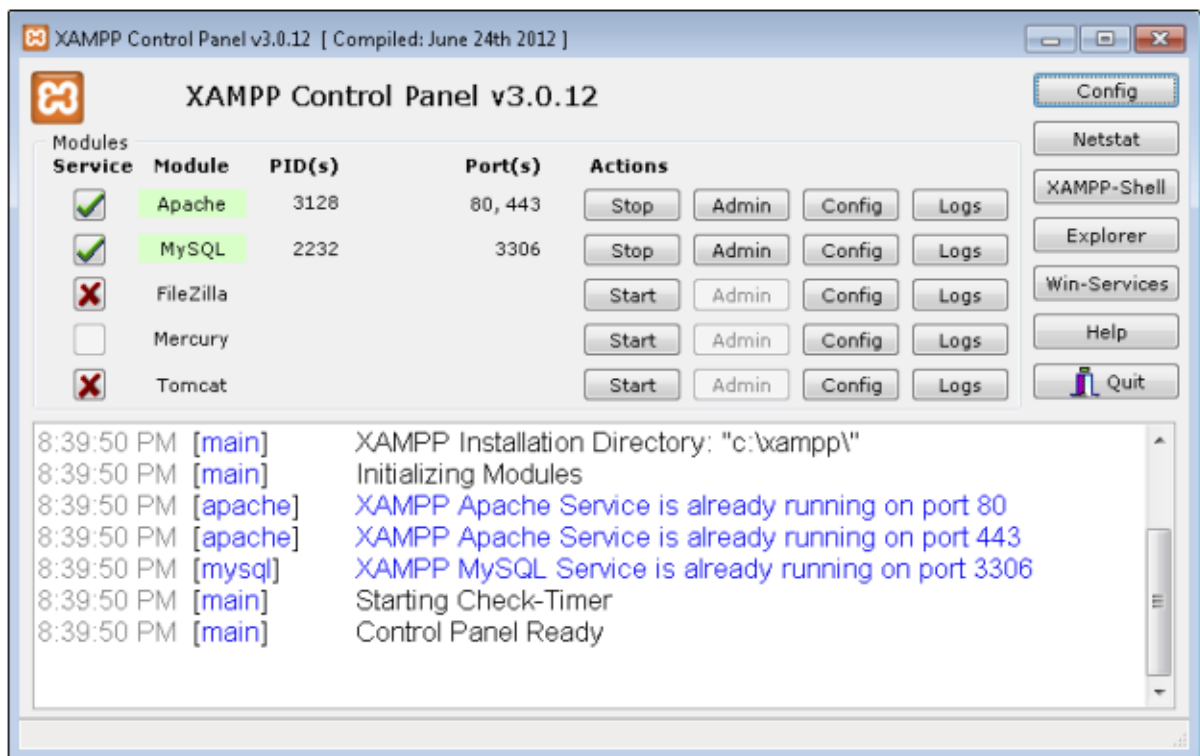 XAMPP Control Panel v3.0.12 [ Compiled: June 24th 2012 ]
XAMPP Control Panel v3.0.12
Config
Modules
Netstat
Service Module PID(s) Port(s) Actions
XAMPP-Shell
Apache 3128 80, 443 Stop Admin Config Logs
Explorer
MySQL 2232 3306 Stop Admin Config Logs
Win-Services
FileZilla Start Admin Config Logs
Help
Mercury Start Admin Config Logs
Quit
Tomcat Start Admin Config Logs
8:39:50 PM [main] XAMPP Installation Directory: "c:\xampp\"
8:39:50 PM [main] Initializing Modules
8:39:50 PM [apache] XAMPP Apache Service is already running on port 80
8:39:50 PM [apache] XAMPP Apache Service is already running on port 443
8:39:50 PM [mysql] XAMPP MySQL Service is already running on port 3306
8:39:50 PM [main] Starting Check-Timer
8:39:50 PM [main] Control Panel Ready